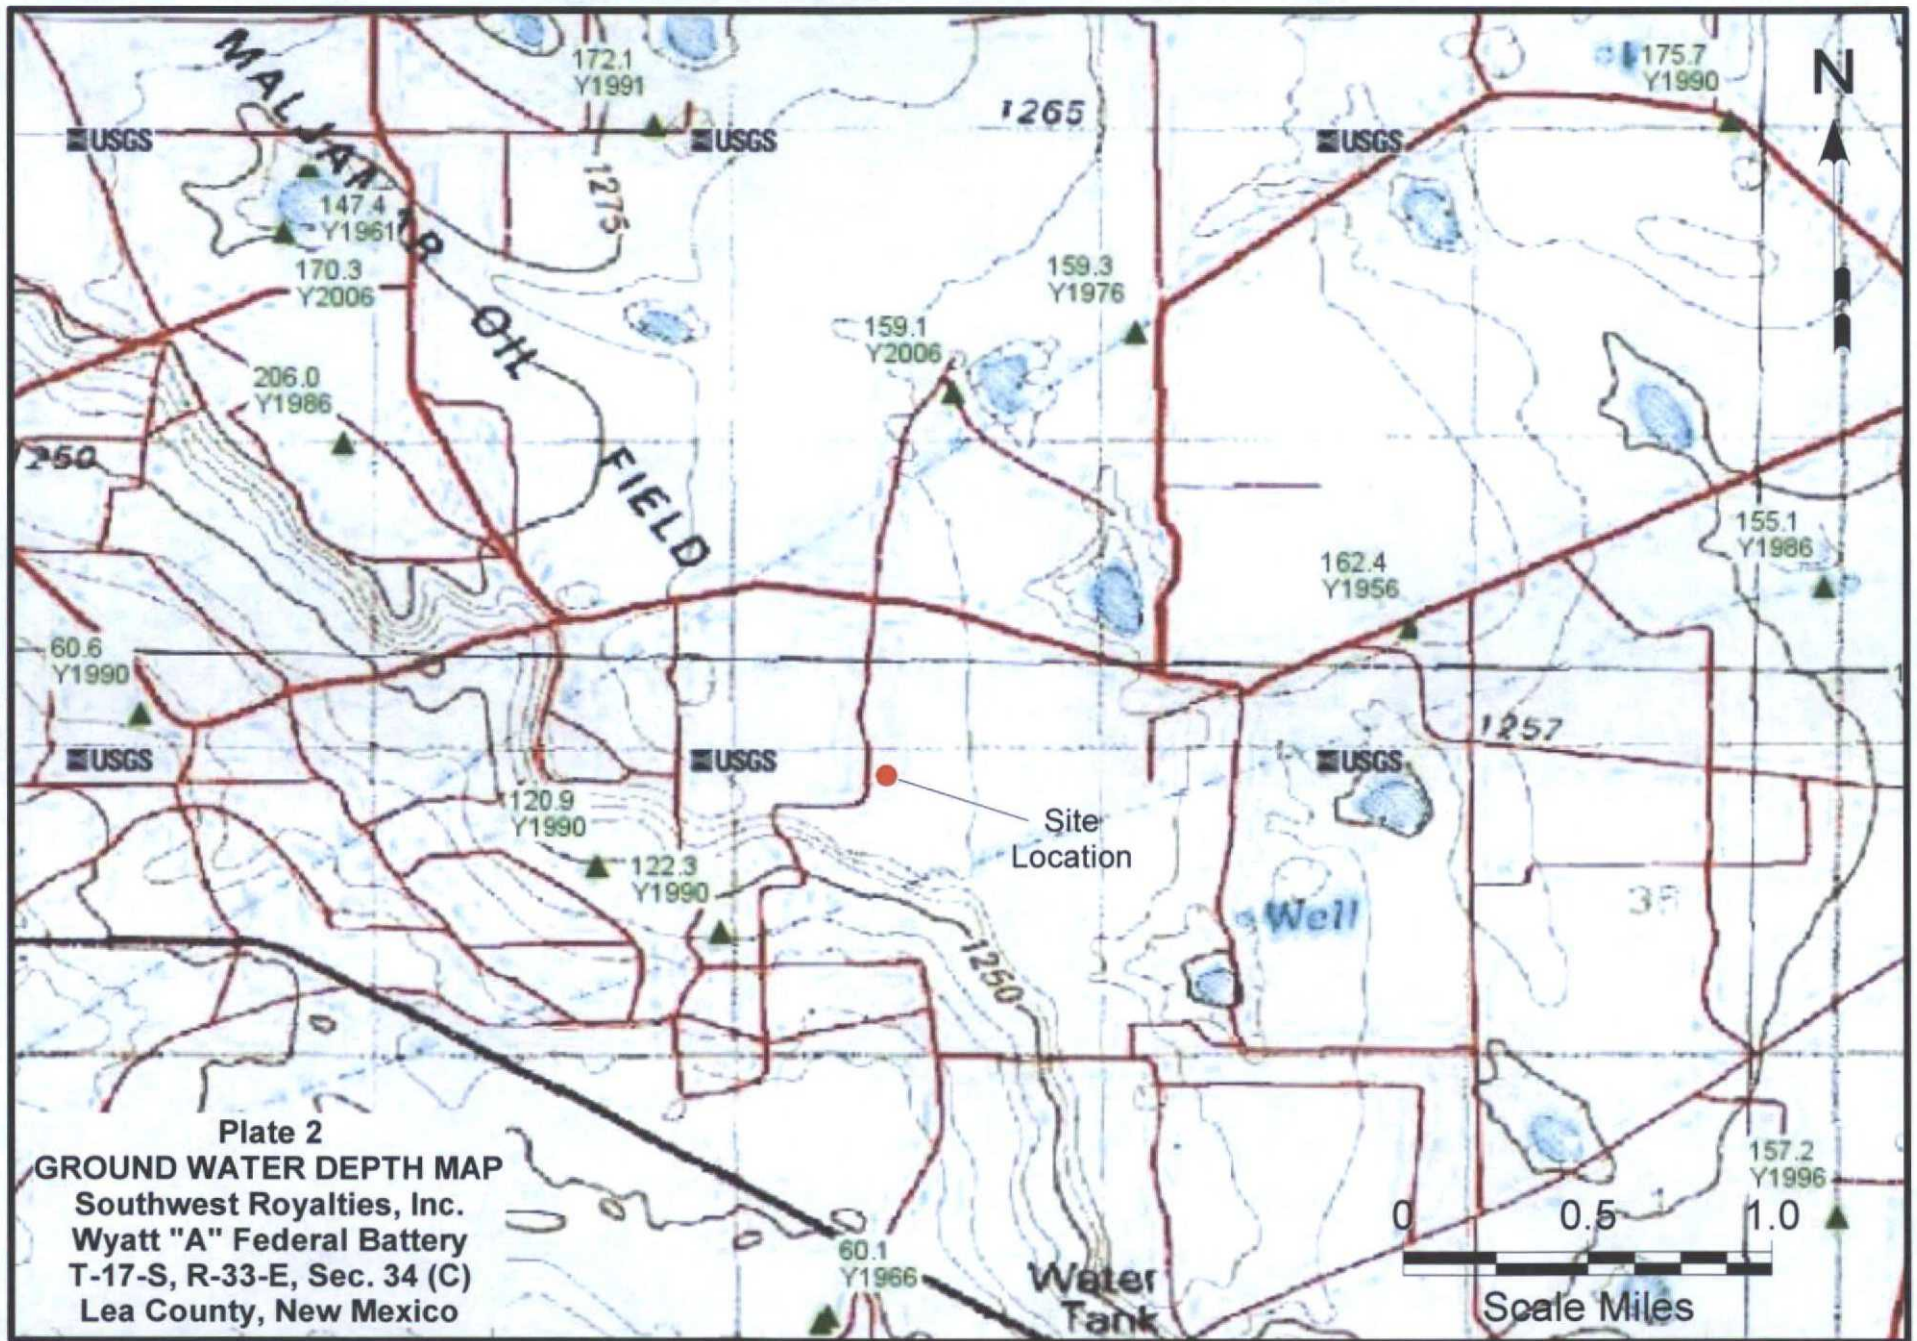 MALJAMAR OIL FIELD
172.1
Y1991
1265
175.7
Y1990
N
USGS
USGS
USGS
1275
147.4
Y1961
170.3
Y2006
159.3
Y1976
159.1
Y2006
206.0
Y1986
1250
155.1
Y1986
162.4
Y1956
60.6
Y1990
1257
USGS
USGS
USGS
120.9
Y1990
Site
Location
122.3
Y1990
Well
1250
Plate 2
GROUND WATER DEPTH MAP
Southwest Royalties, Inc.
Wyatt "A" Federal Battery
T-17-S, R-33-E, Sec. 34 (C)
Lea County, New Mexico
157.2
Y1996
0 0.5 1.0
Scale Miles
60.1
Y1966
Water
Tank